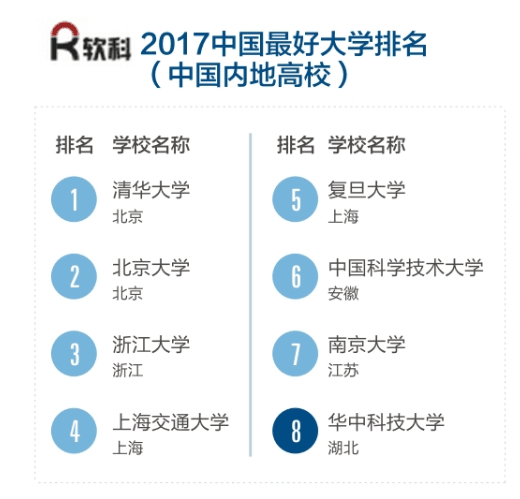 软科 2017中国最好大学排名
（中国内地高校）
排名 学校名称
1 清华大学
北京
2 北京大学
北京
3 浙江大学
浙江
4 上海交通大学
上海
排名 学校名称
5 复旦大学
上海
6 中国科学技术大学
安徽
7 南京大学
江苏
8 华中科技大学
湖北